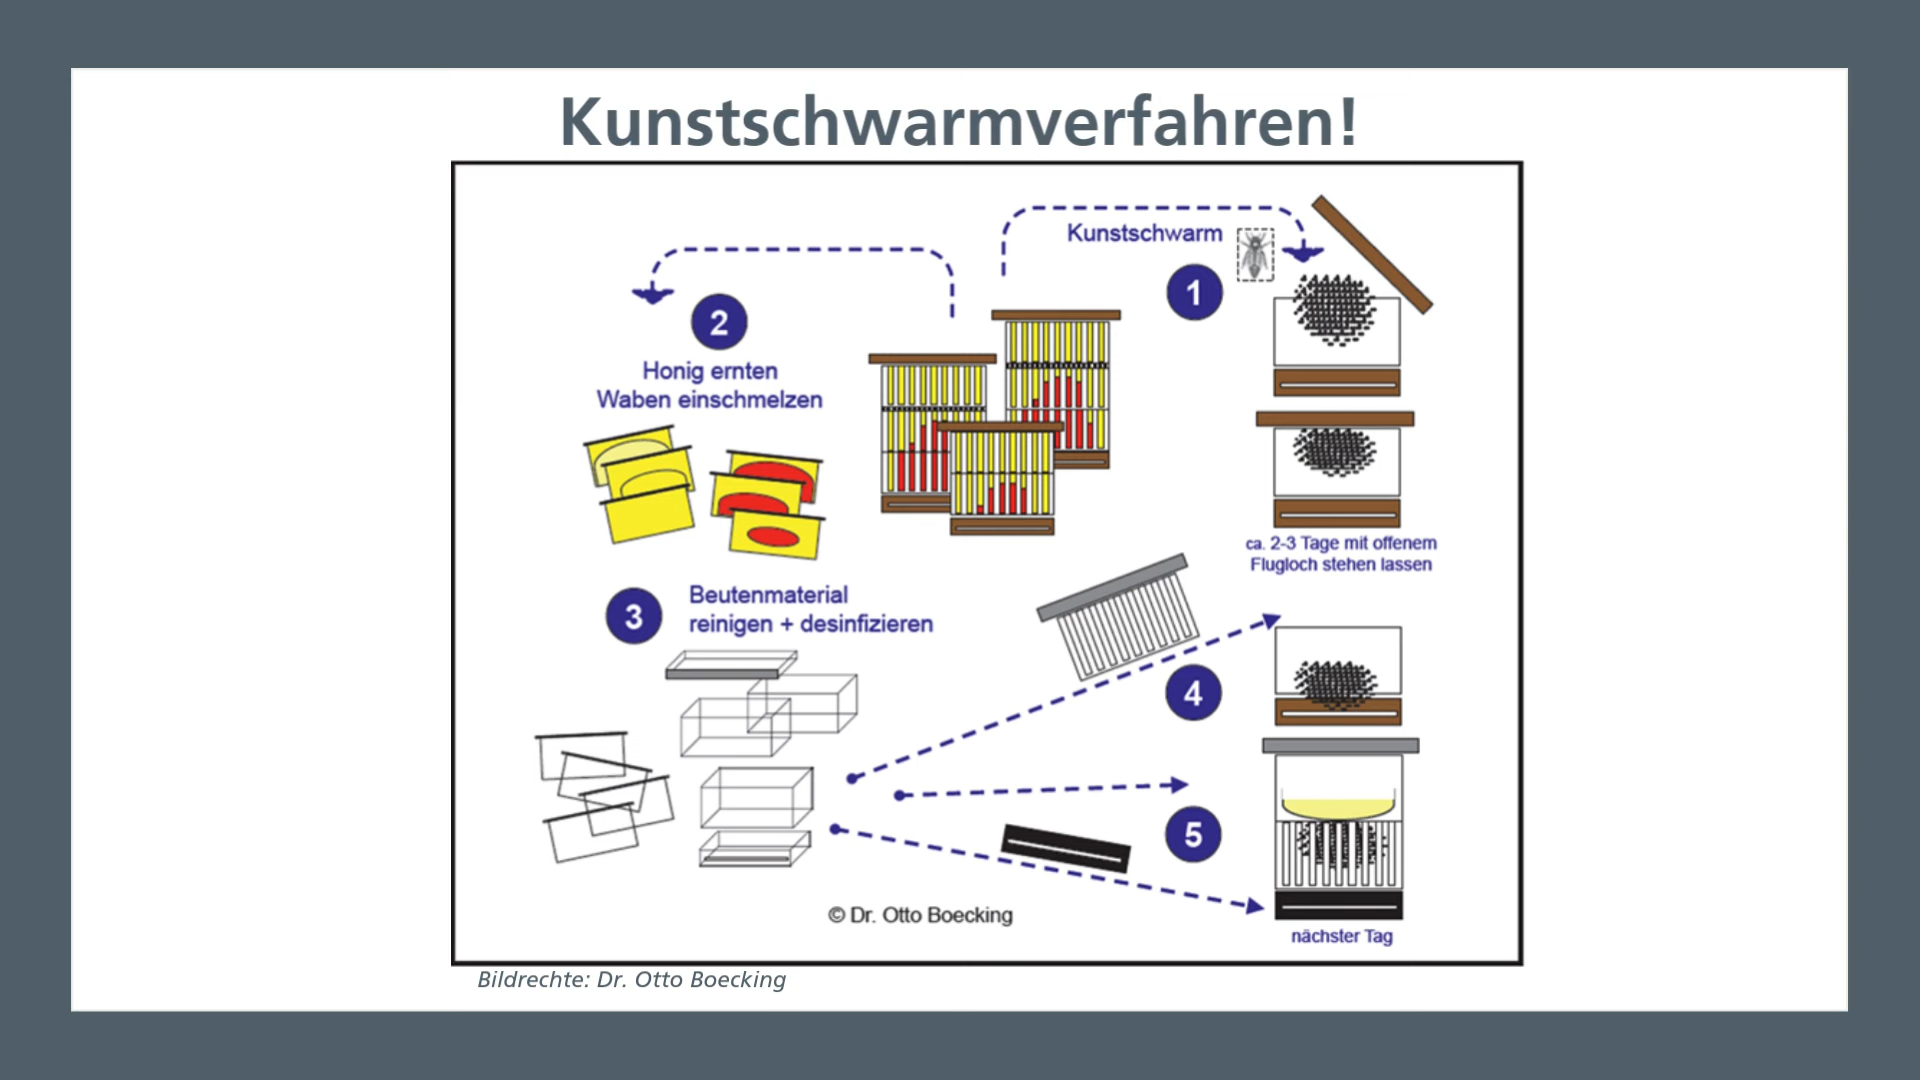 Kunstschwarmverfahren!
Kunstschwarm
1
2
Honig ernten
Waben einschmelzen
ca. 2-3 Tage mit offenem
Flugloch stehen lassen
3
Beutenmaterial
reinigen + desinfizieren
4
5
© Dr. Otto Boecking
nächster Tag
Bildrechte: Dr. Otto Boecking